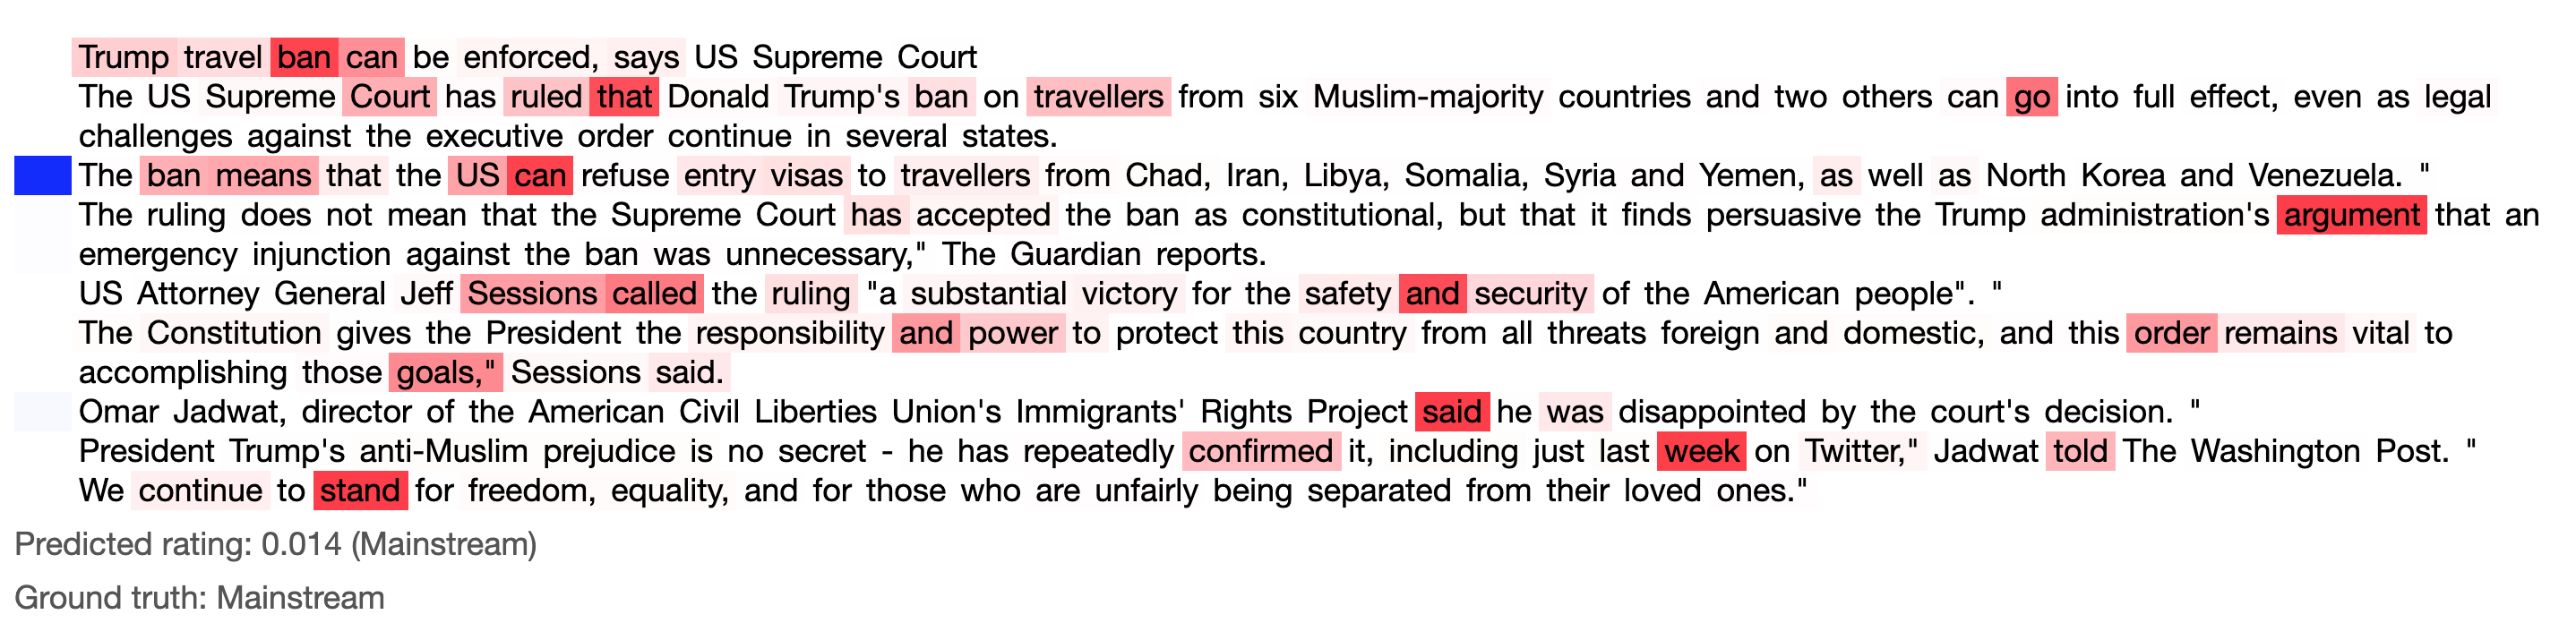 Trump travel ban can be enforced, says US Supreme Court
The US Supreme Court has ruled that Donald Trump's ban on travellers from six Muslim-majority countries and two others can go into full effect, even as legal
challenges against the executive order continue in several states.
The ban means that the US can refuse entry visas to travellers from Chad, Iran, Libya, Somalia, Syria and Yemen, as well as North Korea and Venezuela. "
The ruling does not mean that the Supreme Court has accepted the ban as constitutional, but that it finds persuasive the Trump administration's argument that an
emergency injunction against the ban was unnecessary," The Guardian reports.
US Attorney General Jeff Sessions called the ruling "a substantial victory for the safety and security of the American people". "
The Constitution gives the President the responsibility and power to protect this country from all threats foreign and domestic, and this order remains vital to
accomplishing those goals," Sessions said.
Omar Jadwat, director of the American Civil Liberties Union's Immigrants' Rights Project said he was disappointed by the court's decision. "
President Trump's anti-Muslim prejudice is no secret - he has repeatedly confirmed it, including just last week on Twitter," Jadwat told The Washington Post. "
We continue to stand for freedom, equality, and for those who are unfairly being separated from their loved ones."
Predicted rating: 0.014 (Mainstream)
Ground truth: Mainstream